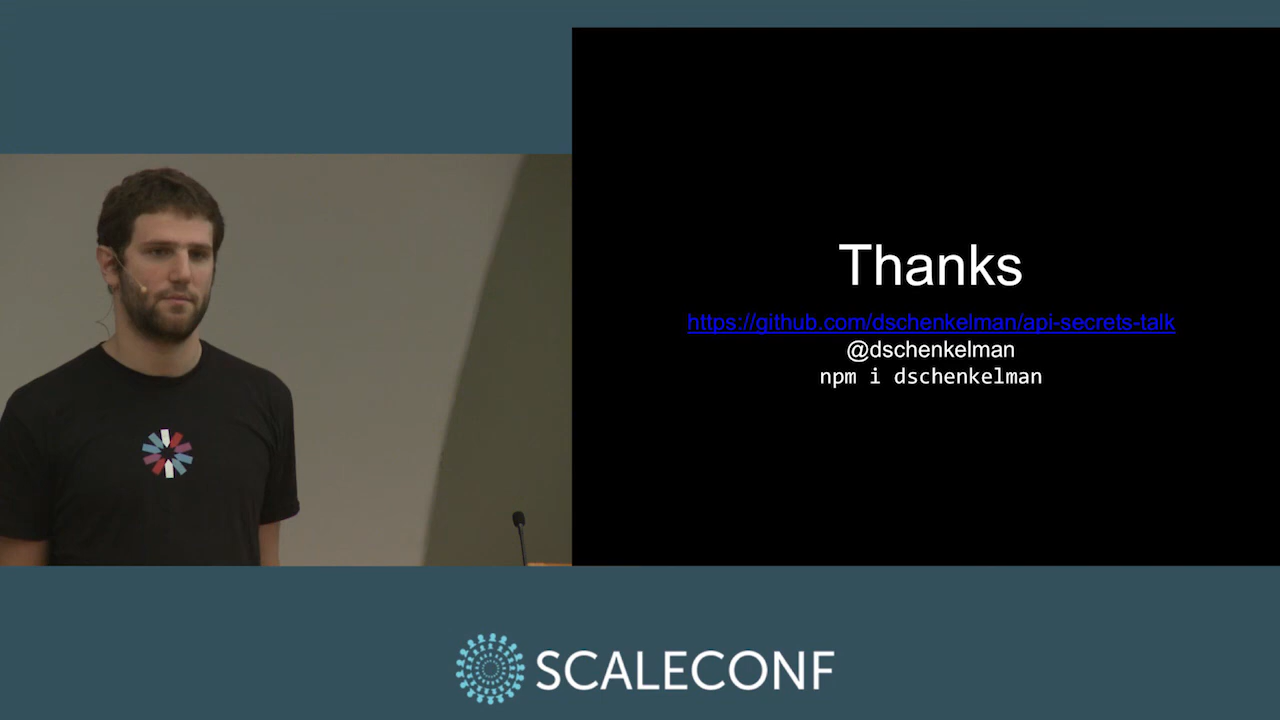 Thanks
https://github.com/dschenkelman/api-secrets-talk
@dschenkelman
npm i dschenkelman
SCALECONF